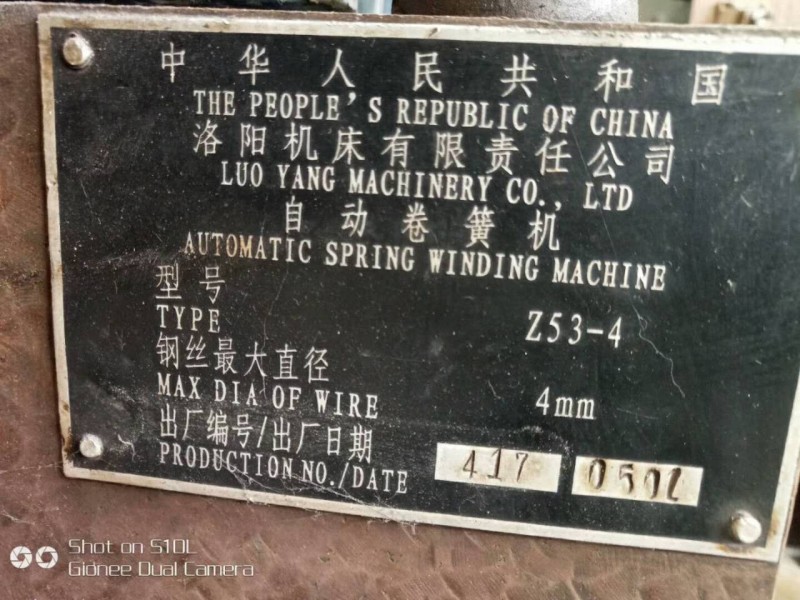 中华人民共和国
THE PEOPLE'S REPUBLIC OF CHINA
洛阳机床有限责任公司
LUO YANG MACHINERY CO., LTD
自动卷簧机
AUTOMATIC SPRING WINDING MACHINE
型号
TYPE Z53-4
钢丝最大直径
MAX DIA OF WIRE 4mm
出厂编号/出厂日期
PRODUCTION NO./DATE 417
Shot on S10L
Gionee Dual Camera